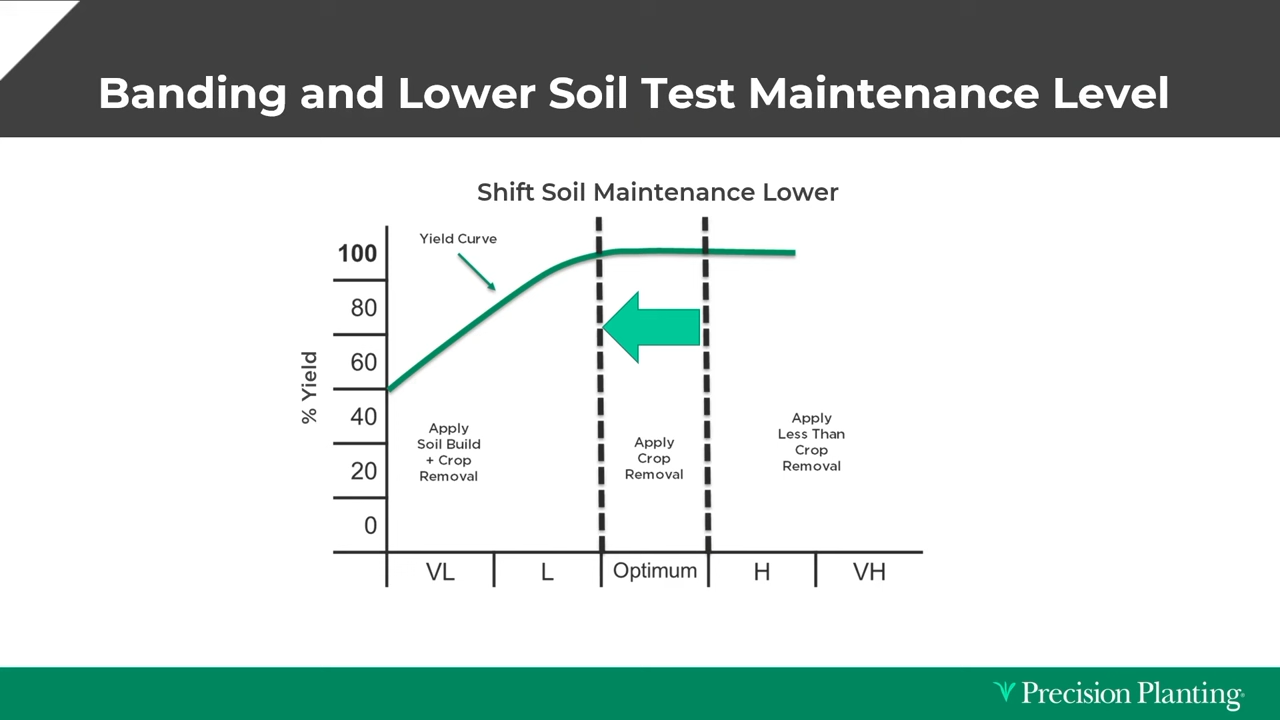 Banding and Lower Soil Test Maintenance Level
Shift Soil Maintenance Lower
Yield Curve
100
80
60
40
20
0
% Yield
Apply
Soil Build
+ Crop
Removal
Apply
Crop
Removal
Apply
Less Than
Crop
Removal
VL
L
Optimum
H
VH
Precision Planting®